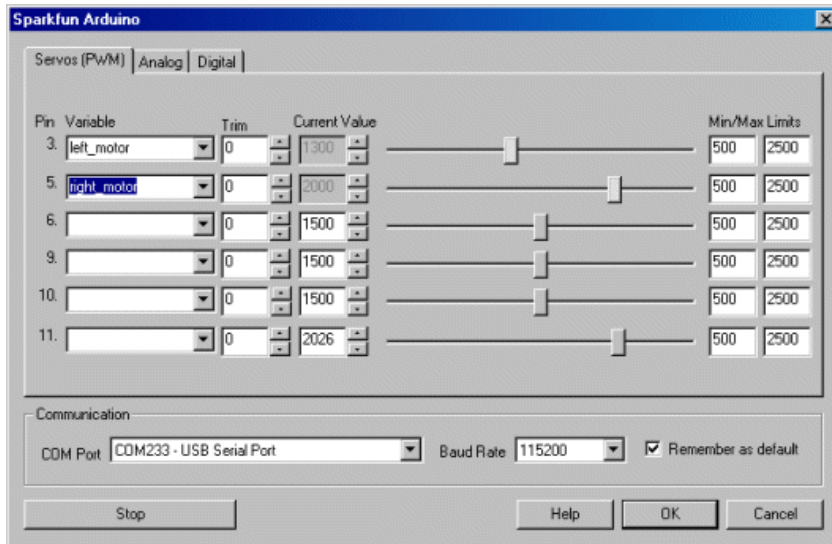 Sparkfun Arduino
Servos (PWM) Analog Digital
Pin Variable Trim Current Value Min/Max Limits
3. left_motor 0 1300 500 2500
5. right_motor 0 2000 500 2500
6. 0 1500 500 2500
9. 0 1500 500 2500
10. 0 1500 500 2500
11. 0 2026 500 2500
Communication
COM Port COM233 - USB Serial Port Baud Rate 115200 Remember as default
Stop Help OK Cancel